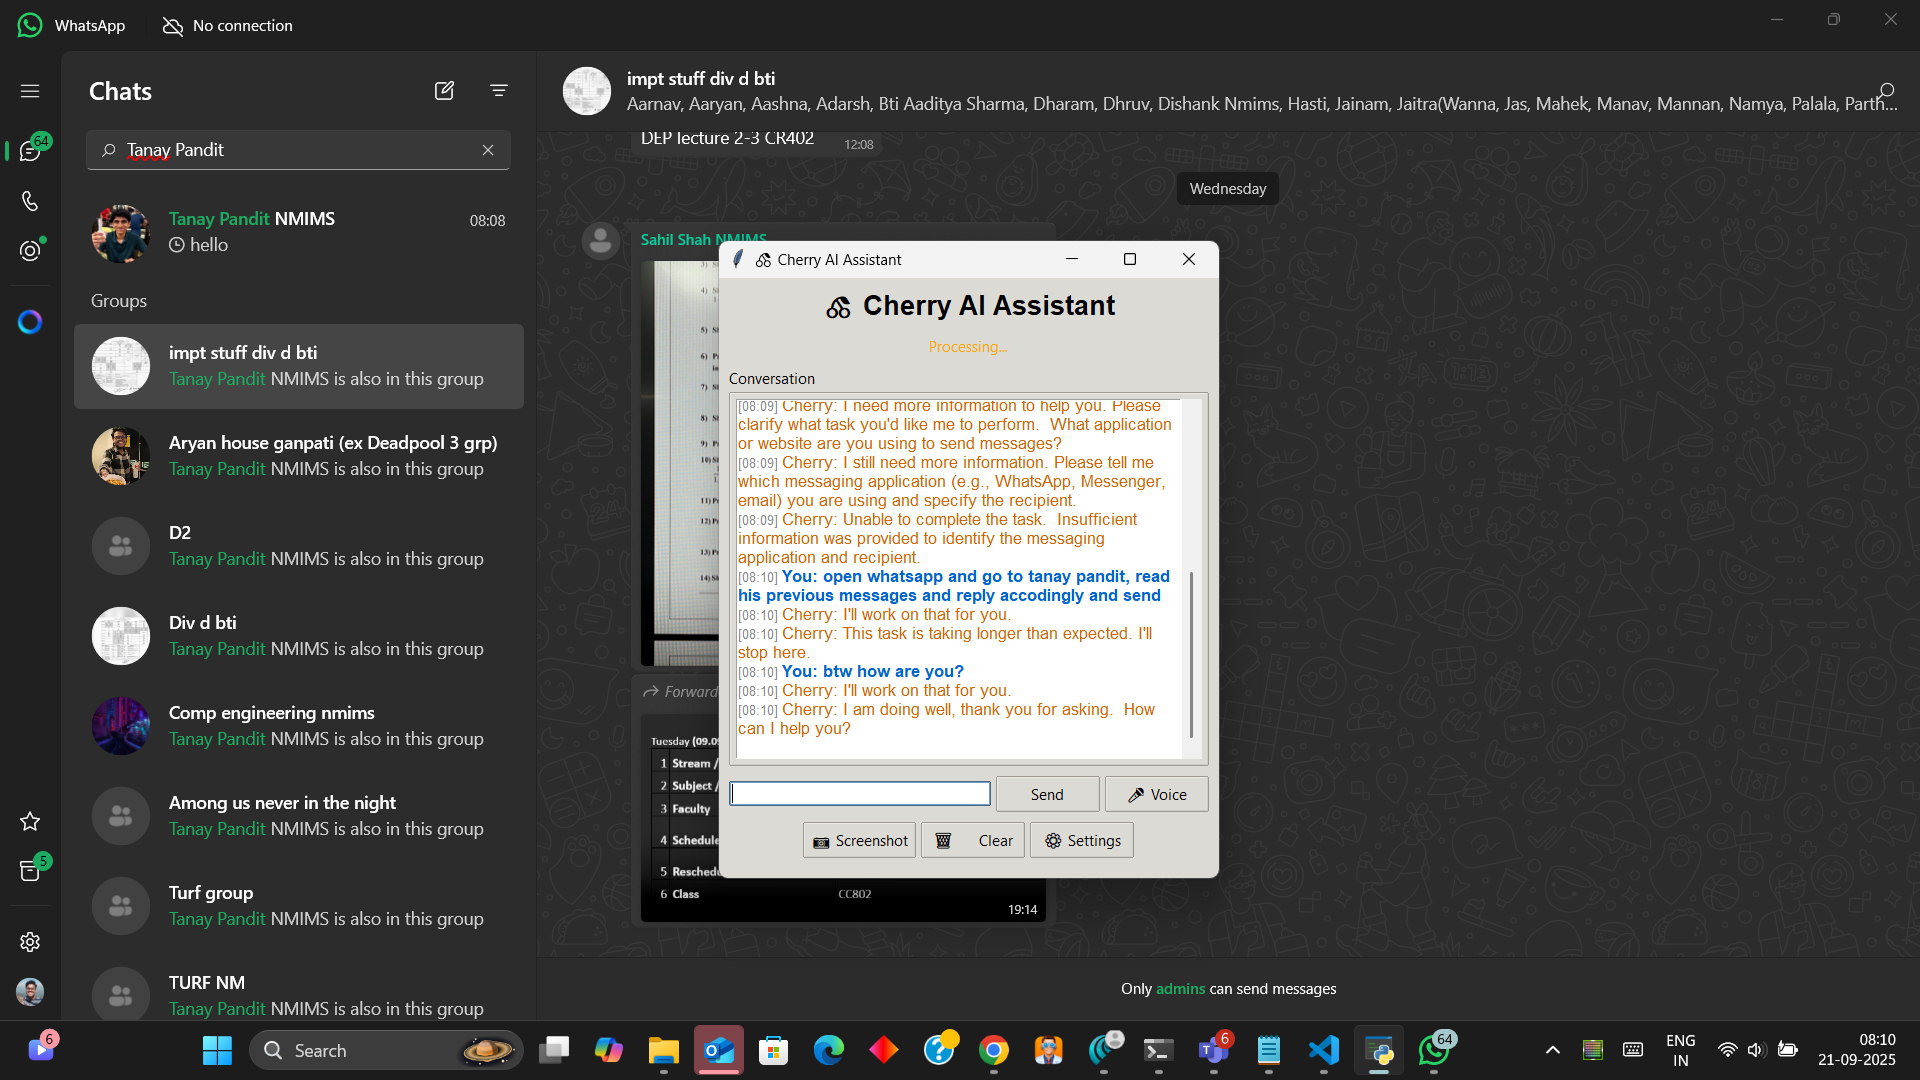 WhatsApp
No connection
Chats
64
Tanay Pandit
Tanay Pandit NMIMS
08:08
hello
Groups
impt stuff div d bti
Tanay Pandit NMIMS is also in this group
Aryan house ganpati (ex Deadpool 3 grp)
Tanay Pandit NMIMS is also in this group
D2
Tanay Pandit NMIMS is also in this group
Div d bti
Tanay Pandit NMIMS is also in this group
Comp engineering nmims
Tanay Pandit NMIMS is also in this group
Among us never in the night
Tanay Pandit NMIMS is also in this group
5
Turf group
Tanay Pandit NMIMS is also in this group
TURF NM
Tanay Pandit NMIMS is also in this group
impt stuff div d bti
Aarnav, Aaryan, Aashna, Adarsh, Bti Aaditya Sharma, Dharam, Dhruv, Dishank Nmims, Hasti, Jainam, Jaitra(Wanna, Jas, Mahek, Manav, Mannan, Namya, Palala, Parth...
DEP lecture 2-3 CR402
12:08
Wednesday
Sahil Shah NMIMS
4)
5)
6)
7)
8)
9)
10)
11)
12)
13)
14)
Forward
Tuesday (09.09
1 Stream /
2 Subject /
3 Faculty
4 Schedule
5 Resched
6 Class
CC802
19:14
Only admins can send messages
Cherry AI Assistant
Cherry AI Assistant
Processing...
Conversation
[08:09] Cherry: I need more information to help you. Please
clarify what task you'd like me to perform.  What application
or website are you using to send messages?
[08:09] Cherry: I still need more information. Please tell me
which messaging application (e.g., WhatsApp, Messenger,
email) you are using and specify the recipient.
[08:09] Cherry: Unable to complete the task.  Insufficient
information was provided to identify the messaging
application and recipient.
[08:10] You: open whatsapp and go to tanay pandit, read
his previous messages and reply accodingly and send
[08:10] Cherry: I'll work on that for you.
[08:10] Cherry: This task is taking longer than expected. I'll
stop here.
[08:10] You: btw how are you?
[08:10] Cherry: I'll work on that for you.
[08:10] Cherry: I am doing well, thank you for asking.  How
can I help you?
Send
Voice
Screenshot
Clear
Settings
6
Search
6
64
ENG
IN
08:10
21-09-2025